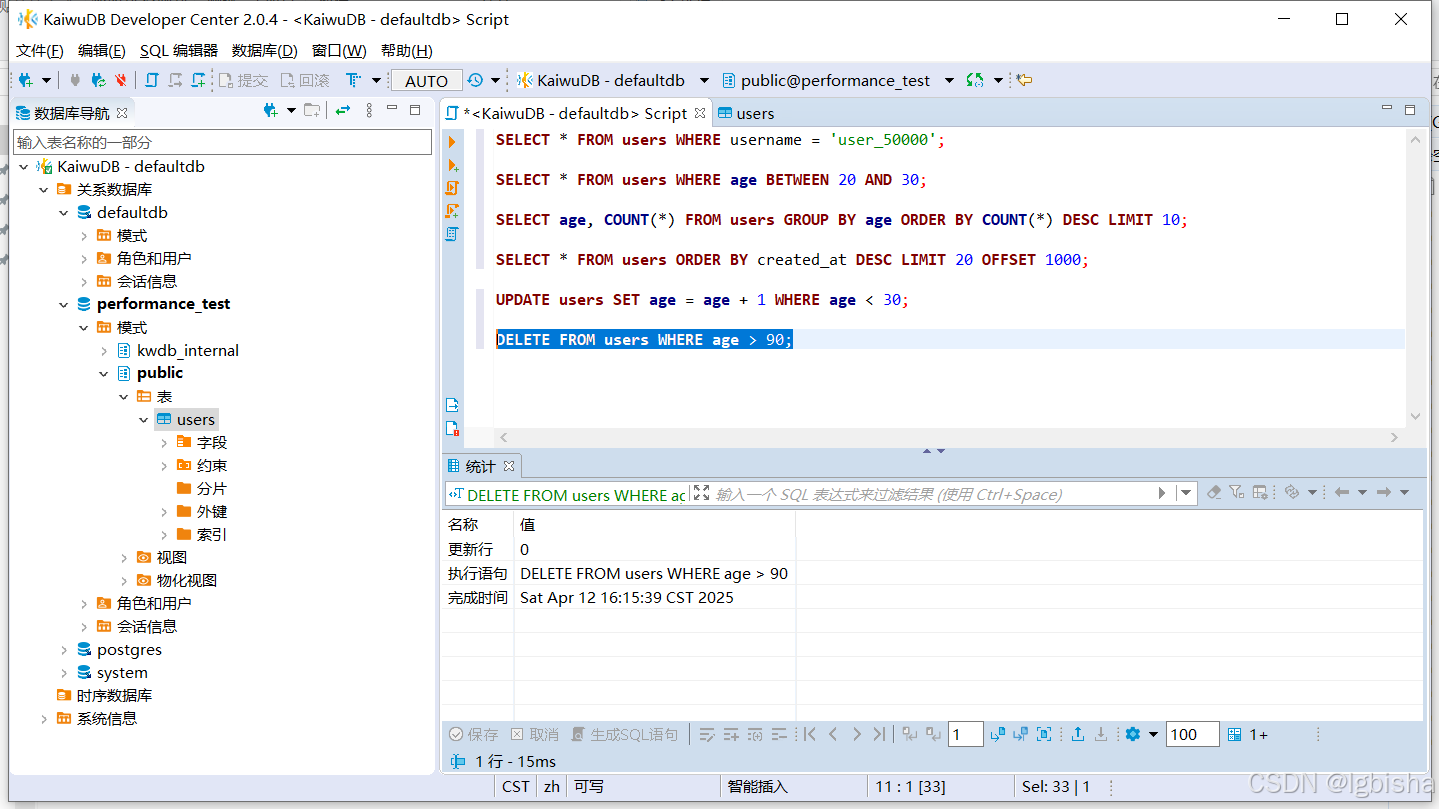 KaiwuDB Developer Center 2.0.4 - <KaiwuDB - defaultdb> Script
文件(F) 编辑(E) SQL 编辑器 数据库(D) 窗口(W) 帮助(H)
提交 回滚 AUTO KaiwuDB - defaultdb public@performance_test
数据库导航
输入表名称的一部分
KaiwuDB - defaultdb
关系数据库
defaultdb
模式
角色和用户
会话信息
performance_test
模式
kwdb_internal
public
表
users
字段
约束
分片
外键
索引
视图
物化视图
角色和用户
会话信息
postgres
system
时序数据库
系统信息
*<KaiwuDB - defaultdb> Script users
SELECT * FROM users WHERE username = 'user_50000';
SELECT * FROM users WHERE age BETWEEN 20 AND 30;
SELECT age, COUNT(*) FROM users GROUP BY age ORDER BY COUNT(*) DESC LIMIT 10;
SELECT * FROM users ORDER BY created_at DESC LIMIT 20 OFFSET 1000;
UPDATE users SET age = age + 1 WHERE age < 30;
DELETE FROM users WHERE age > 90;
统计
DELETE FROM users WHERE ag 输入一个 SQL 表达式来过滤结果 (使用 Ctrl+Space)
名称 值
更新行 0
执行语句 DELETE FROM users WHERE age > 90
完成时间 Sat Apr 12 16:15:39 CST 2025
保存 取消 生成SQL语句 1 100 1+
1 行 - 15ms
CST zh 可写 智能插入 11 : 1 [33] Sel: 33 | 1
CSDN @lgbisha